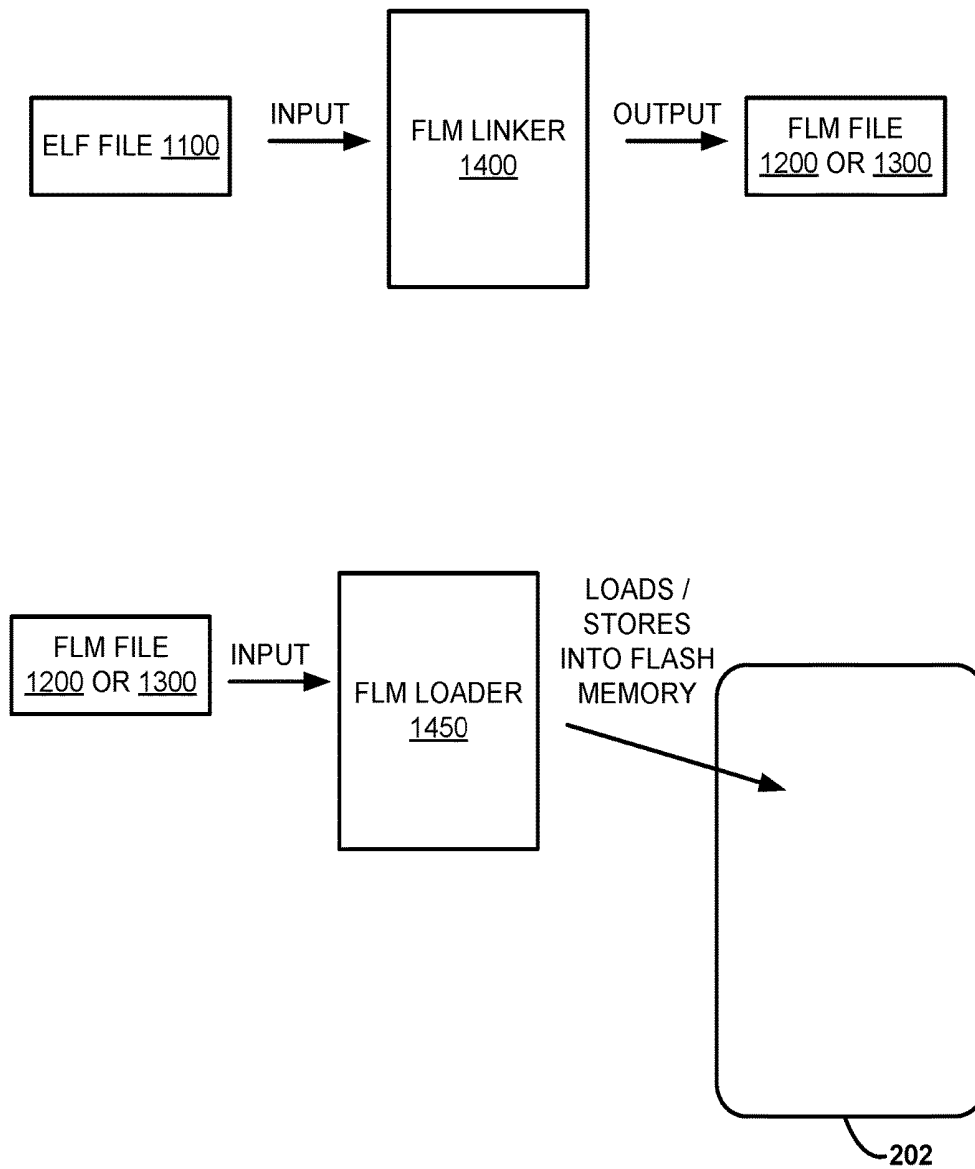 ELF FILE 1100
INPUT
FLM LINKER
1400
OUTPUT
FLM FILE
1200 OR 1300
FLM FILE
1200 OR 1300
INPUT
FLM LOADER
1450
LOADS /
STORES
INTO FLASH
MEMORY
202